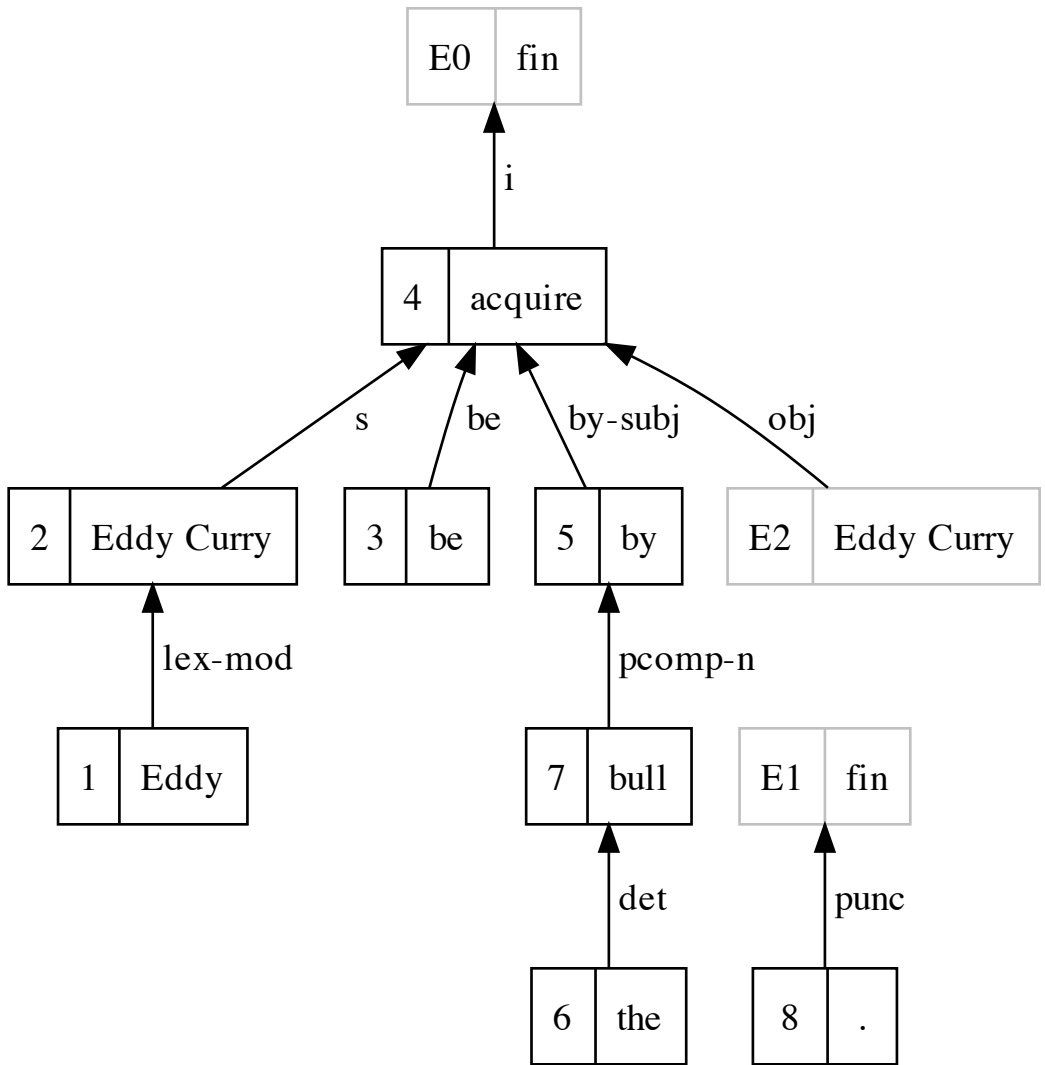 E0 fin
i
4 acquire
s be by-subj obj
2 Eddy Curry 3 be 5 by E2 Eddy Curry
lex-mod pcomp-n
1 Eddy 7 bull E1 fin
det punc
6 the 8 .